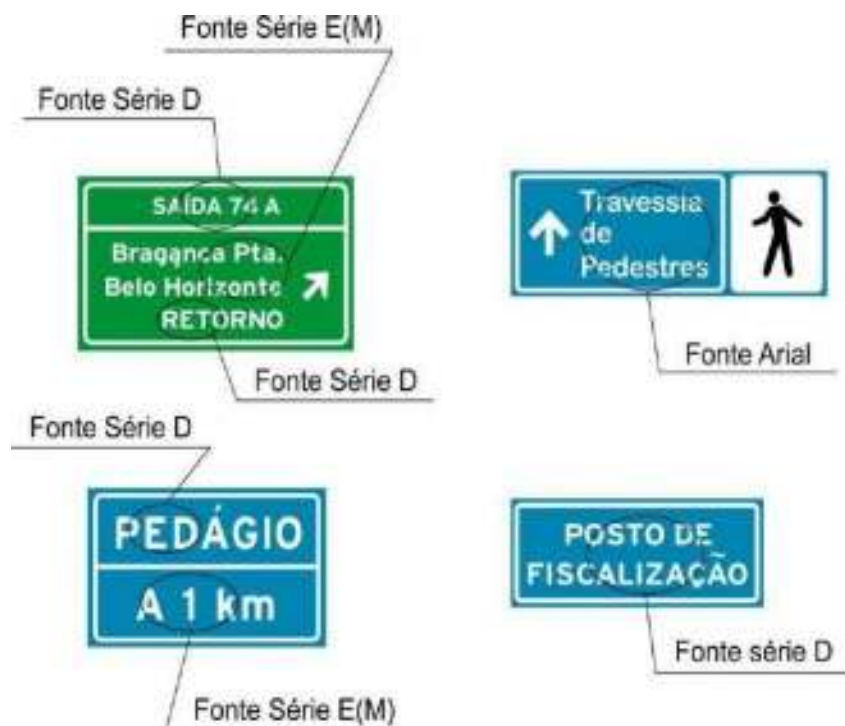 Fonte Série E(M)
Fonte Série D
SAÍDA 74 A
Bragança Pta.
Belo Horizonte
RETORNO
Fonte Série D
Travessia
de
Pedestres
Fonte Arial
Fonte Série D
PEDÁGIO
A 1 km
Fonte Série E(M)
POSTO DE
FISCALIZAÇÃO
Fonte série D